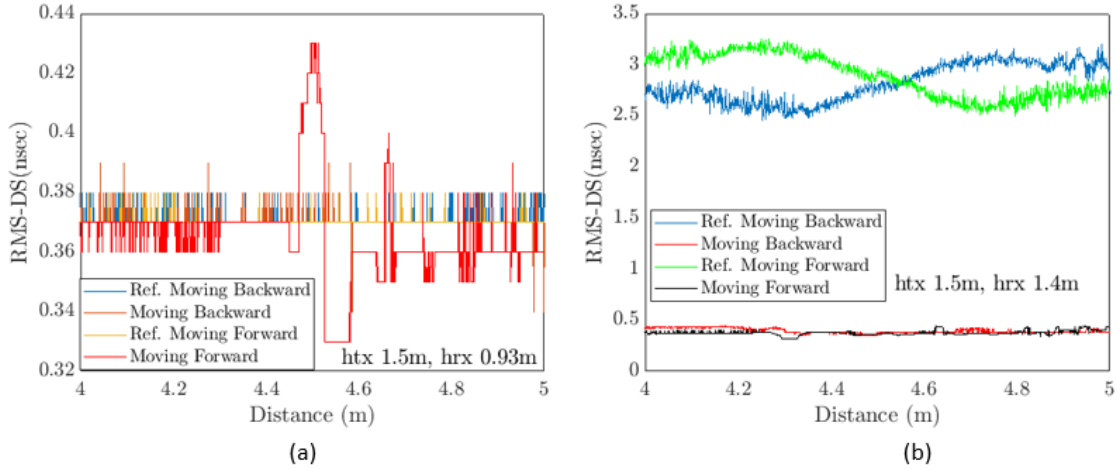 0.44
0.42
0.4
0.38
0.36
0.34
0.32
RMS-DS(nsec)
Ref. Moving Backward
Moving Backward
Ref. Moving Forward
Moving Forward
htx 1.5m, hrx 0.93m
4 4.2 4.4 4.6 4.8 5
Distance (m)
(a)
3.5
3
2.5
2
1.5
1
0.5
0
RMS-DS(nsec)
Ref. Moving Backward
Moving Backward
Ref. Moving Forward
Moving Forward
htx 1.5m, hrx 1.4m
4 4.2 4.4 4.6 4.8 5
Distance (m)
(b)